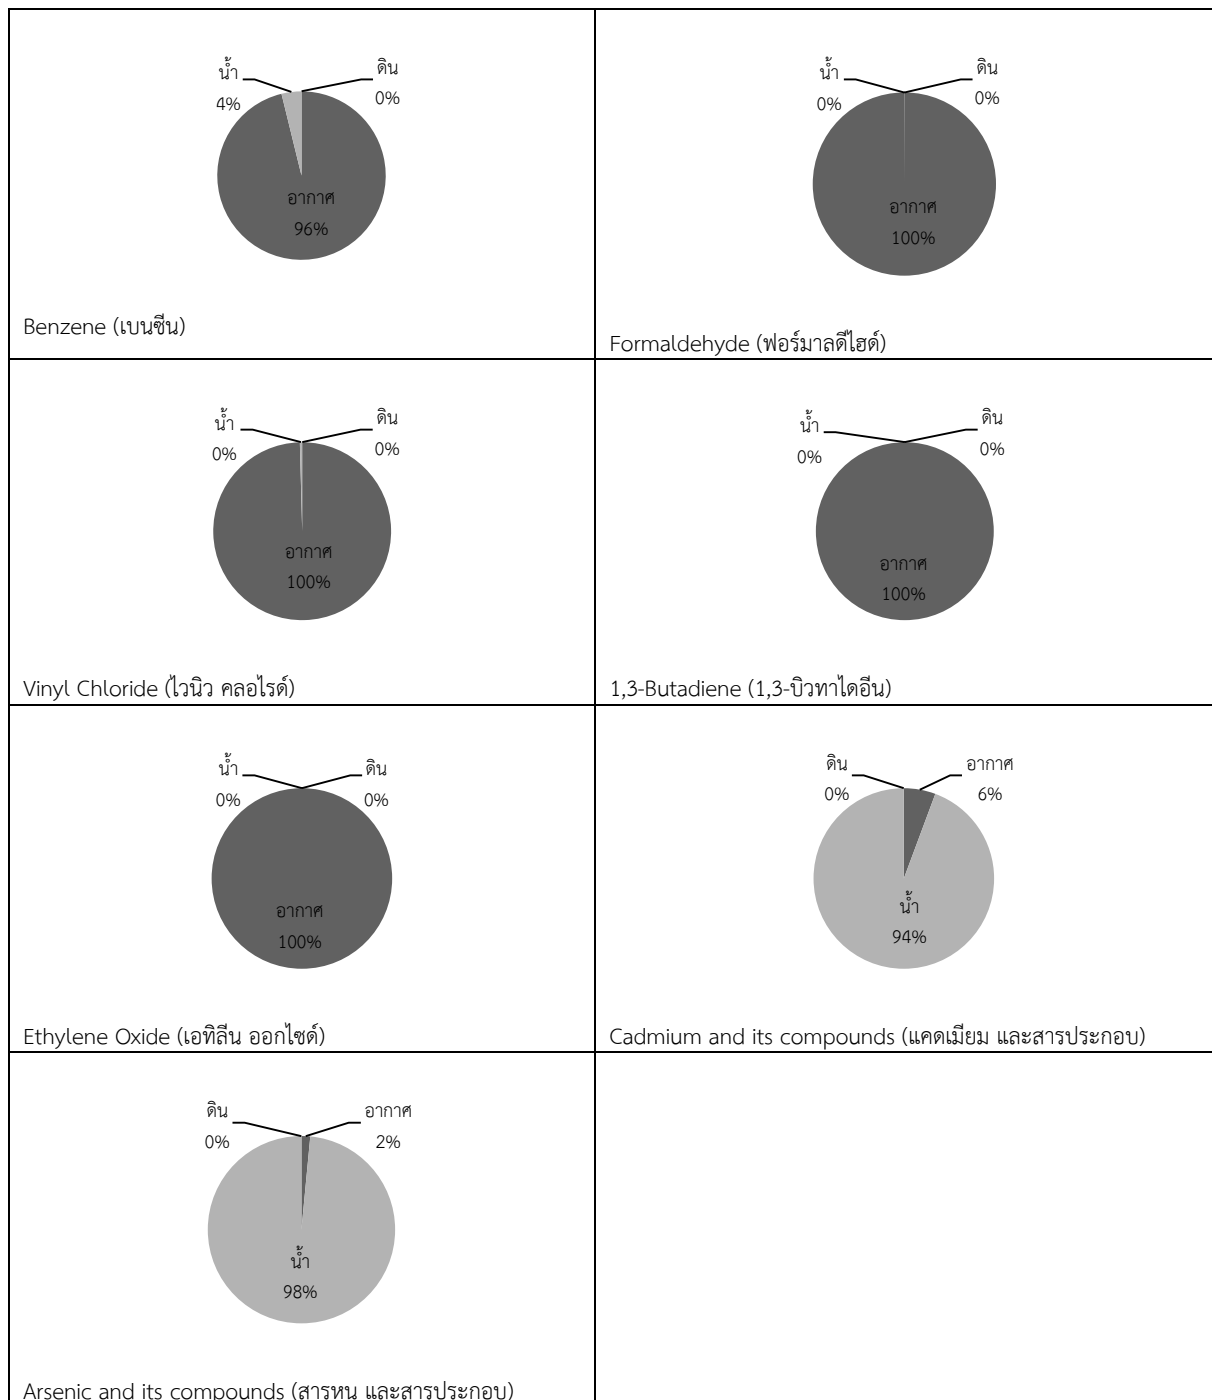 น้ำ
4%
ดิน
0%
อากาศ
96%
Benzene (เบนซีน)
น้ำ
0%
ดิน
0%
อากาศ
100%
Formaldehyde (ฟอร์มาลดีไฮด์)
น้ำ
0%
ดิน
0%
อากาศ
100%
Vinyl Chloride (ไวนิว คลอไรด์)
น้ำ
0%
ดิน
0%
อากาศ
100%
1,3-Butadiene (1,3-บิวทาไดอีน)
น้ำ
0%
ดิน
0%
อากาศ
100%
Ethylene Oxide (เอทิลีน ออกไซด์)
ดิน
0%
อากาศ
6%
น้ำ
94%
Cadmium and its compounds (แคดเมียม และสารประกอบ)
ดิน
0%
อากาศ
2%
น้ำ
98%
Arsenic and its compounds (สารหนู และสารประกอบ)